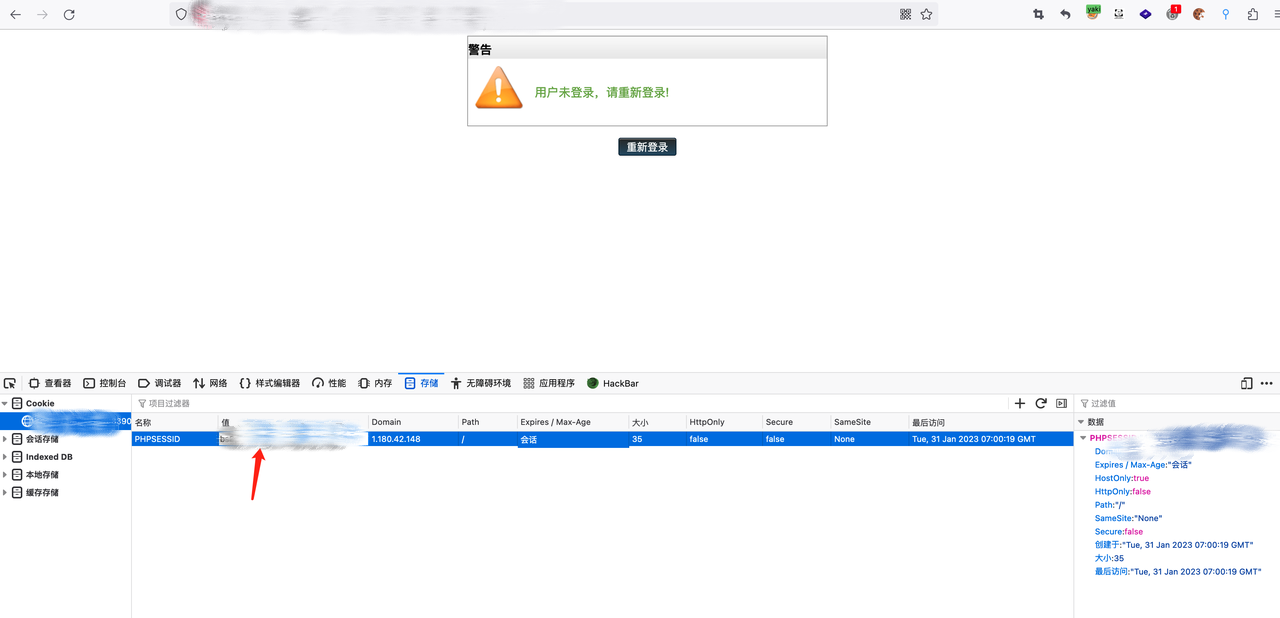 yaki
1
警告
用户未登录，请重新登录!
重新登录
查看器 控制台 调试器 网络 样式编辑器 性能 内存 存储 无障碍环境 应用程序 HackBar
Cookie
390
会话存储
Indexed DB
本地存储
缓存存储
项目过滤器
名称 值 Domain Path Expires / Max-Age 大小 HttpOnly Secure SameSite 最后访问
PHPSESSID 1.180.42.148 / 会话 35 false false None Tue, 31 Jan 2023 07:00:19 GMT
过滤值
数据
PHPSESSID
Expires / Max-Age:"会话"
HostOnly:true
HttpOnly:false
Path:"/"
SameSite:"None"
Secure:false
创建于:"Tue, 31 Jan 2023 07:00:19 GMT"
大小:35
最后访问:"Tue, 31 Jan 2023 07:00:19 GMT"